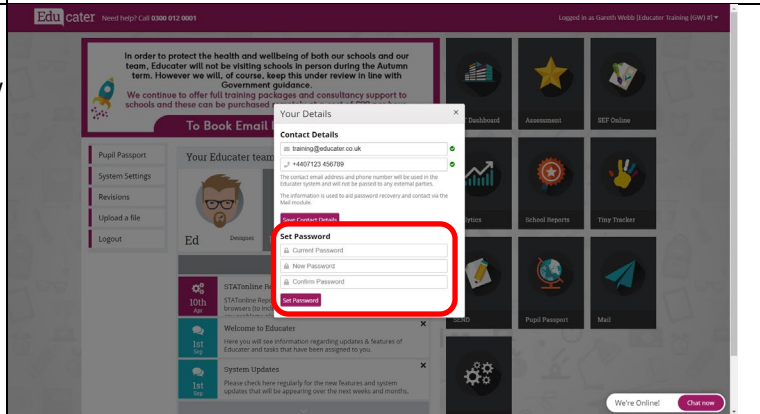 Edu cater Need help? Call 0300 012 0001
Logged in as Gareth Webb [Educater Training (GW) #]
In order to protect the health and wellbeing of both our schools and our
team, Educater will not be visiting schools in person during the Autumn
term. However we will, of course, keep this under review in line with
Government guidance.
We continue to offer full training packages and consultancy support to
schools and these can be purchased
To Book Email
Your Details
Contact Details
training@educater.co.uk
+4407123 456789
The contact email address and phone number will be used in the
Educater system and will not be passed to any external parties.
The information is used to aid password recovery and contact via the
Mail module.
Save Contact Details
Set Password
Current Password
New Password
Confirm Password
Set Password
Pupil Passport
System Settings
Revisions
Upload a file
Logout
Your Educater team
Ed
Designer
10th
Apr
STATonline Re
STATonline Repo
browsers (to incl
1st
Sep
Welcome to Educater
Here you will see information regarding updates & features of
Educater and tasks that have been assigned to you.
1st
Sep
System Updates
Please check here regularly for the new features and system
updates that will be appearing over the next weeks and months.
Dashboard
Assessment
SEF Online
lytics
School Reports
Tiny Tracker
SEND
Pupil Passport
Mail
We're Online!
Chat now